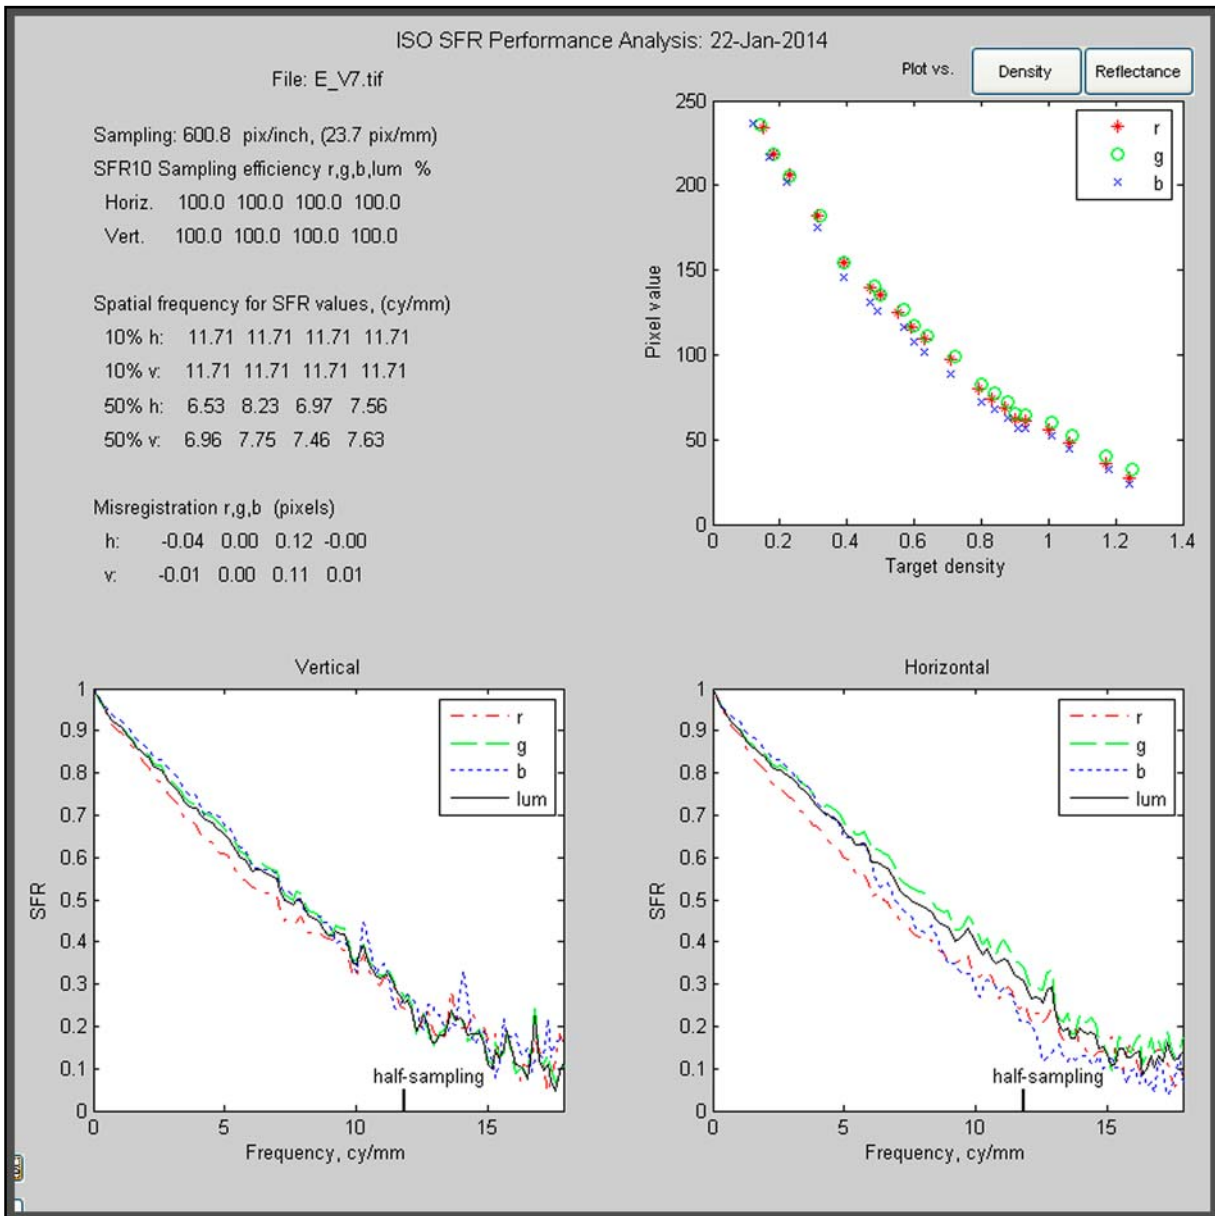 ISO SFR Performance Analysis: 22-Jan-2014
File: E_V7.tif
Plot vs. Density Reflectance
Sampling: 600.8 pix/inch, (23.7 pix/mm)
SFR10 Sampling efficiency r,g,b,lum %
Horiz. 100.0 100.0 100.0 100.0
Vert. 100.0 100.0 100.0 100.0
Spatial frequency for SFR values, (cy/mm)
10% h: 11.71 11.71 11.71 11.71
10% v: 11.71 11.71 11.71 11.71
50% h: 6.53 8.23 6.97 7.56
50% v: 6.96 7.75 7.46 7.63
Misregistration r,g,b (pixels)
h: -0.04 0.00 0.12 -0.00
v: -0.01 0.00 0.11 0.01
250
200
150
100
50
0
Pixel value
r
g
b
0 0.2 0.4 0.6 0.8 1 1.2 1.4
Target density
Vertical
1
0.9
0.8
0.7
0.6
0.5
0.4
0.3
0.2
0.1
0
SFR
r
g
b
lum
half-sampling
0 5 10 15
Frequency, cy/mm
Horizontal
1
0.9
0.8
0.7
0.6
0.5
0.4
0.3
0.2
0.1
0
SFR
r
g
b
lum
half-sampling
0 5 10 15
Frequency, cy/mm